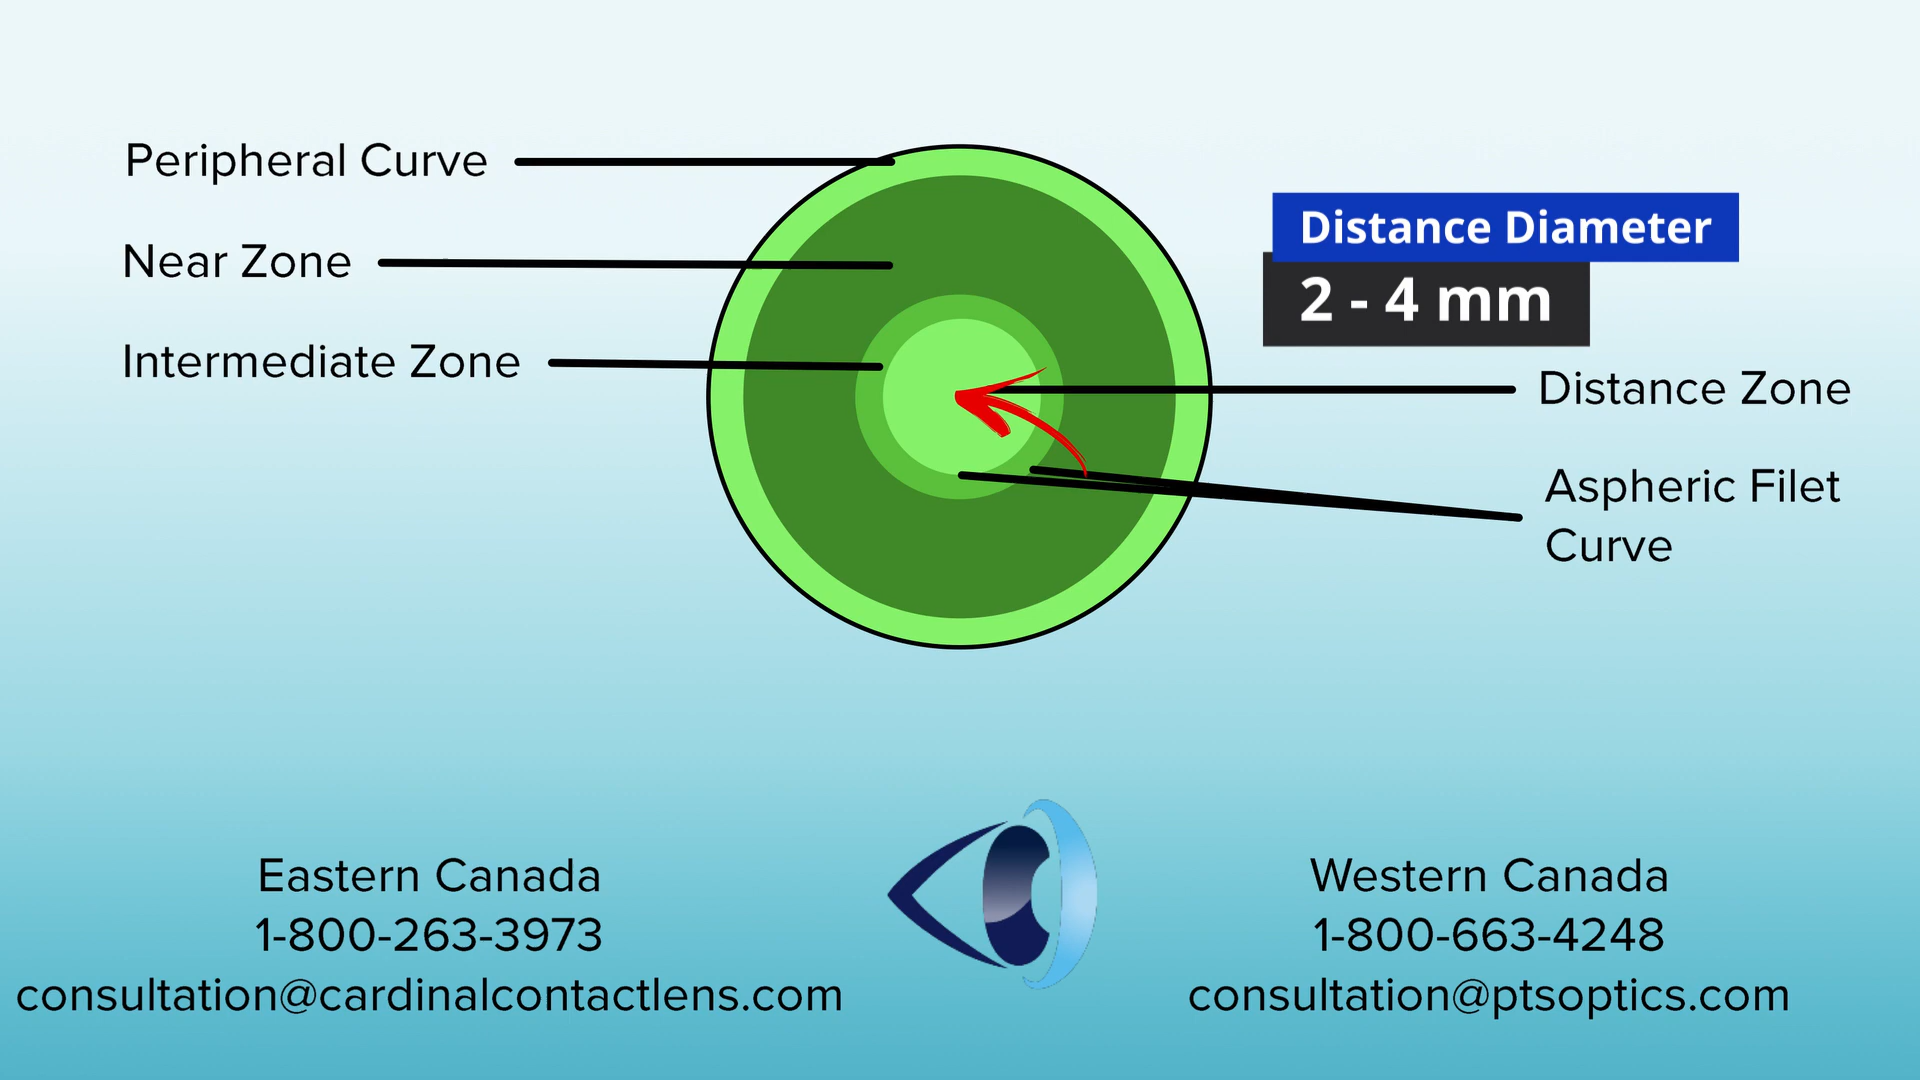 Peripheral Curve
Near Zone
Intermediate Zone
Distance Diameter
2 - 4 mm
Distance Zone
Aspheric Filet
Curve
Eastern Canada
1-800-263-3973
consultation@cardinalcontactlens.com
Western Canada
1-800-663-4248
consultation@ptsoptics.com